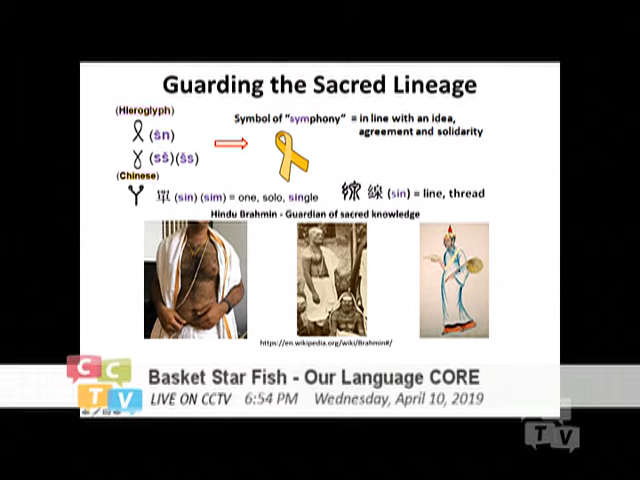 Guarding the Sacred Lineage
(Hieroglyph)
(šn)
(sš)(šs)
Symbol of "symphony" = in line with an idea,
agreement and solidarity
(Chinese)
單 (sin) (sim) = one, solo, single
線 (sin) = line, thread
Hindu Brahmin - Guardian of sacred knowledge
https://en.wikipedia.org/wiki/Brahmin#/
CCTV
Basket Star Fish - Our Language CORE
LIVE ON CCTV 6:54 PM Wednesday, April 10, 2019
TV